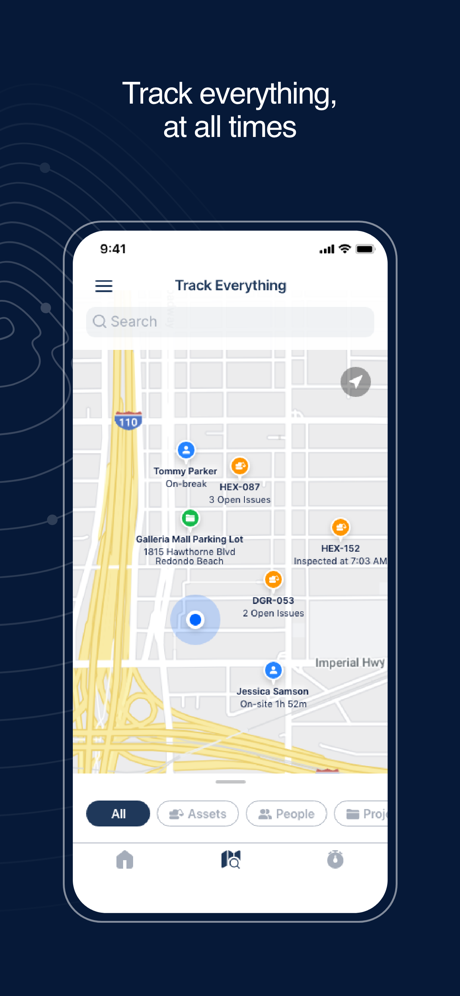 Track everything,
at all times
9:41
Track Everything
Search
110
Tommy Parker
On-break
HEX-087
3 Open Issues
Galleria Mall Parking Lot
1815 Hawthorne Blvd
Redondo Beach
HEX-152
Inspected at 7:03 AM
DGR-053
2 Open Issues
Imperial Hwy
Jessica Samson
On-site 1h 52m
All
Assets
People
Proj